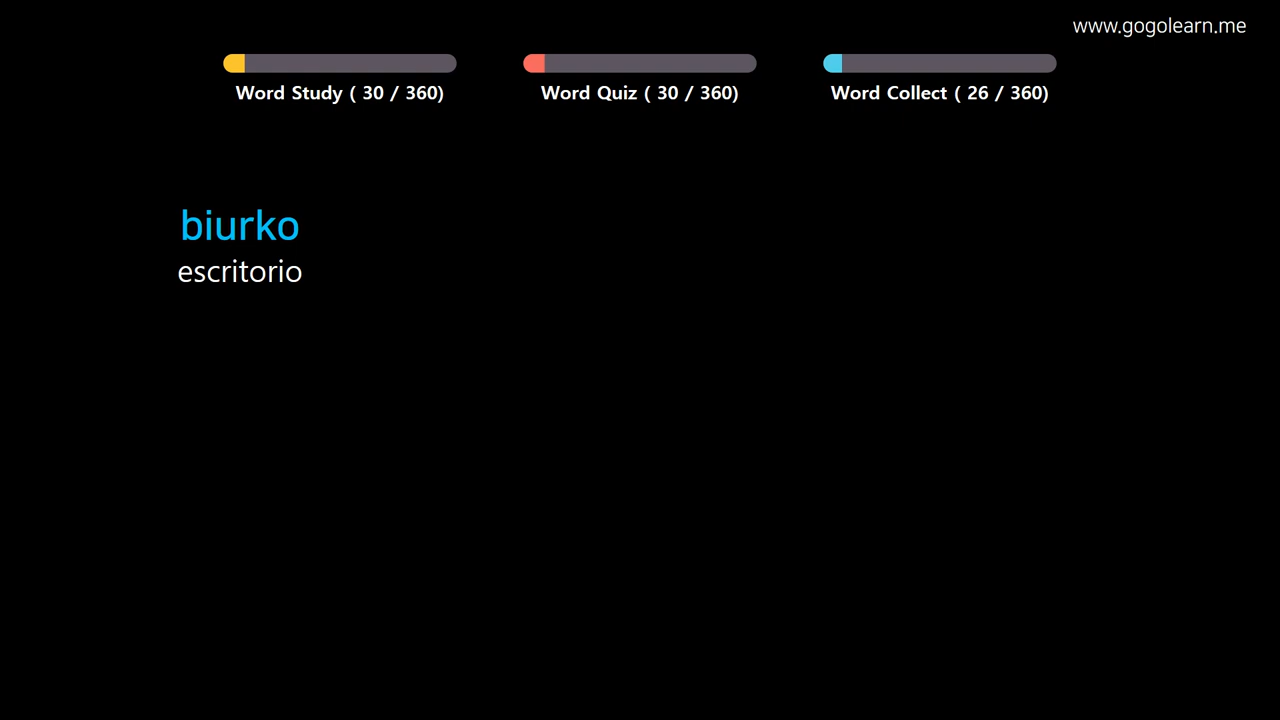 www.gogolearn.me
Word Study ( 30 / 360)
Word Quiz ( 30 / 360)
Word Collect ( 26 / 360)
biurko
escritorio